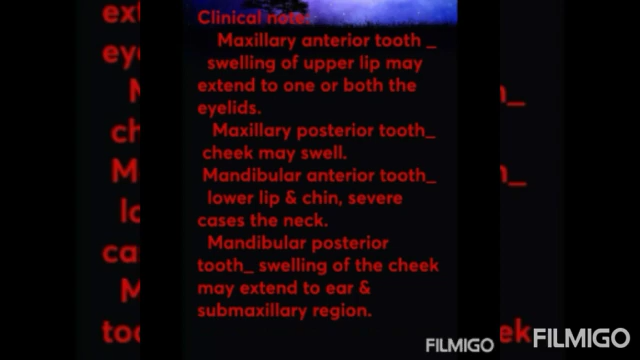 Clinical note:
Maxillary anterior tooth _
swelling of upper lip may
extend to one or both the
eyelids.
Maxillary posterior tooth_
cheek may swell.
Mandibular anterior tooth_
lower lip & chin, severe
cases the neck.
Mandibular posterior
tooth_ swelling of the cheek
may extend to ear &
submaxillary region.
FILMIGO
FILMIGO